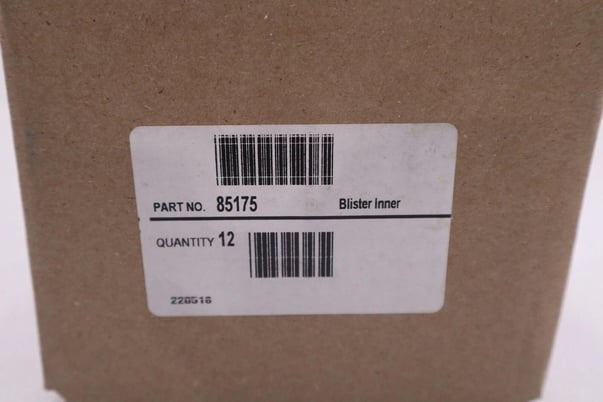 PART NO. 85175 Blister Inner
QUANTITY 12
220516